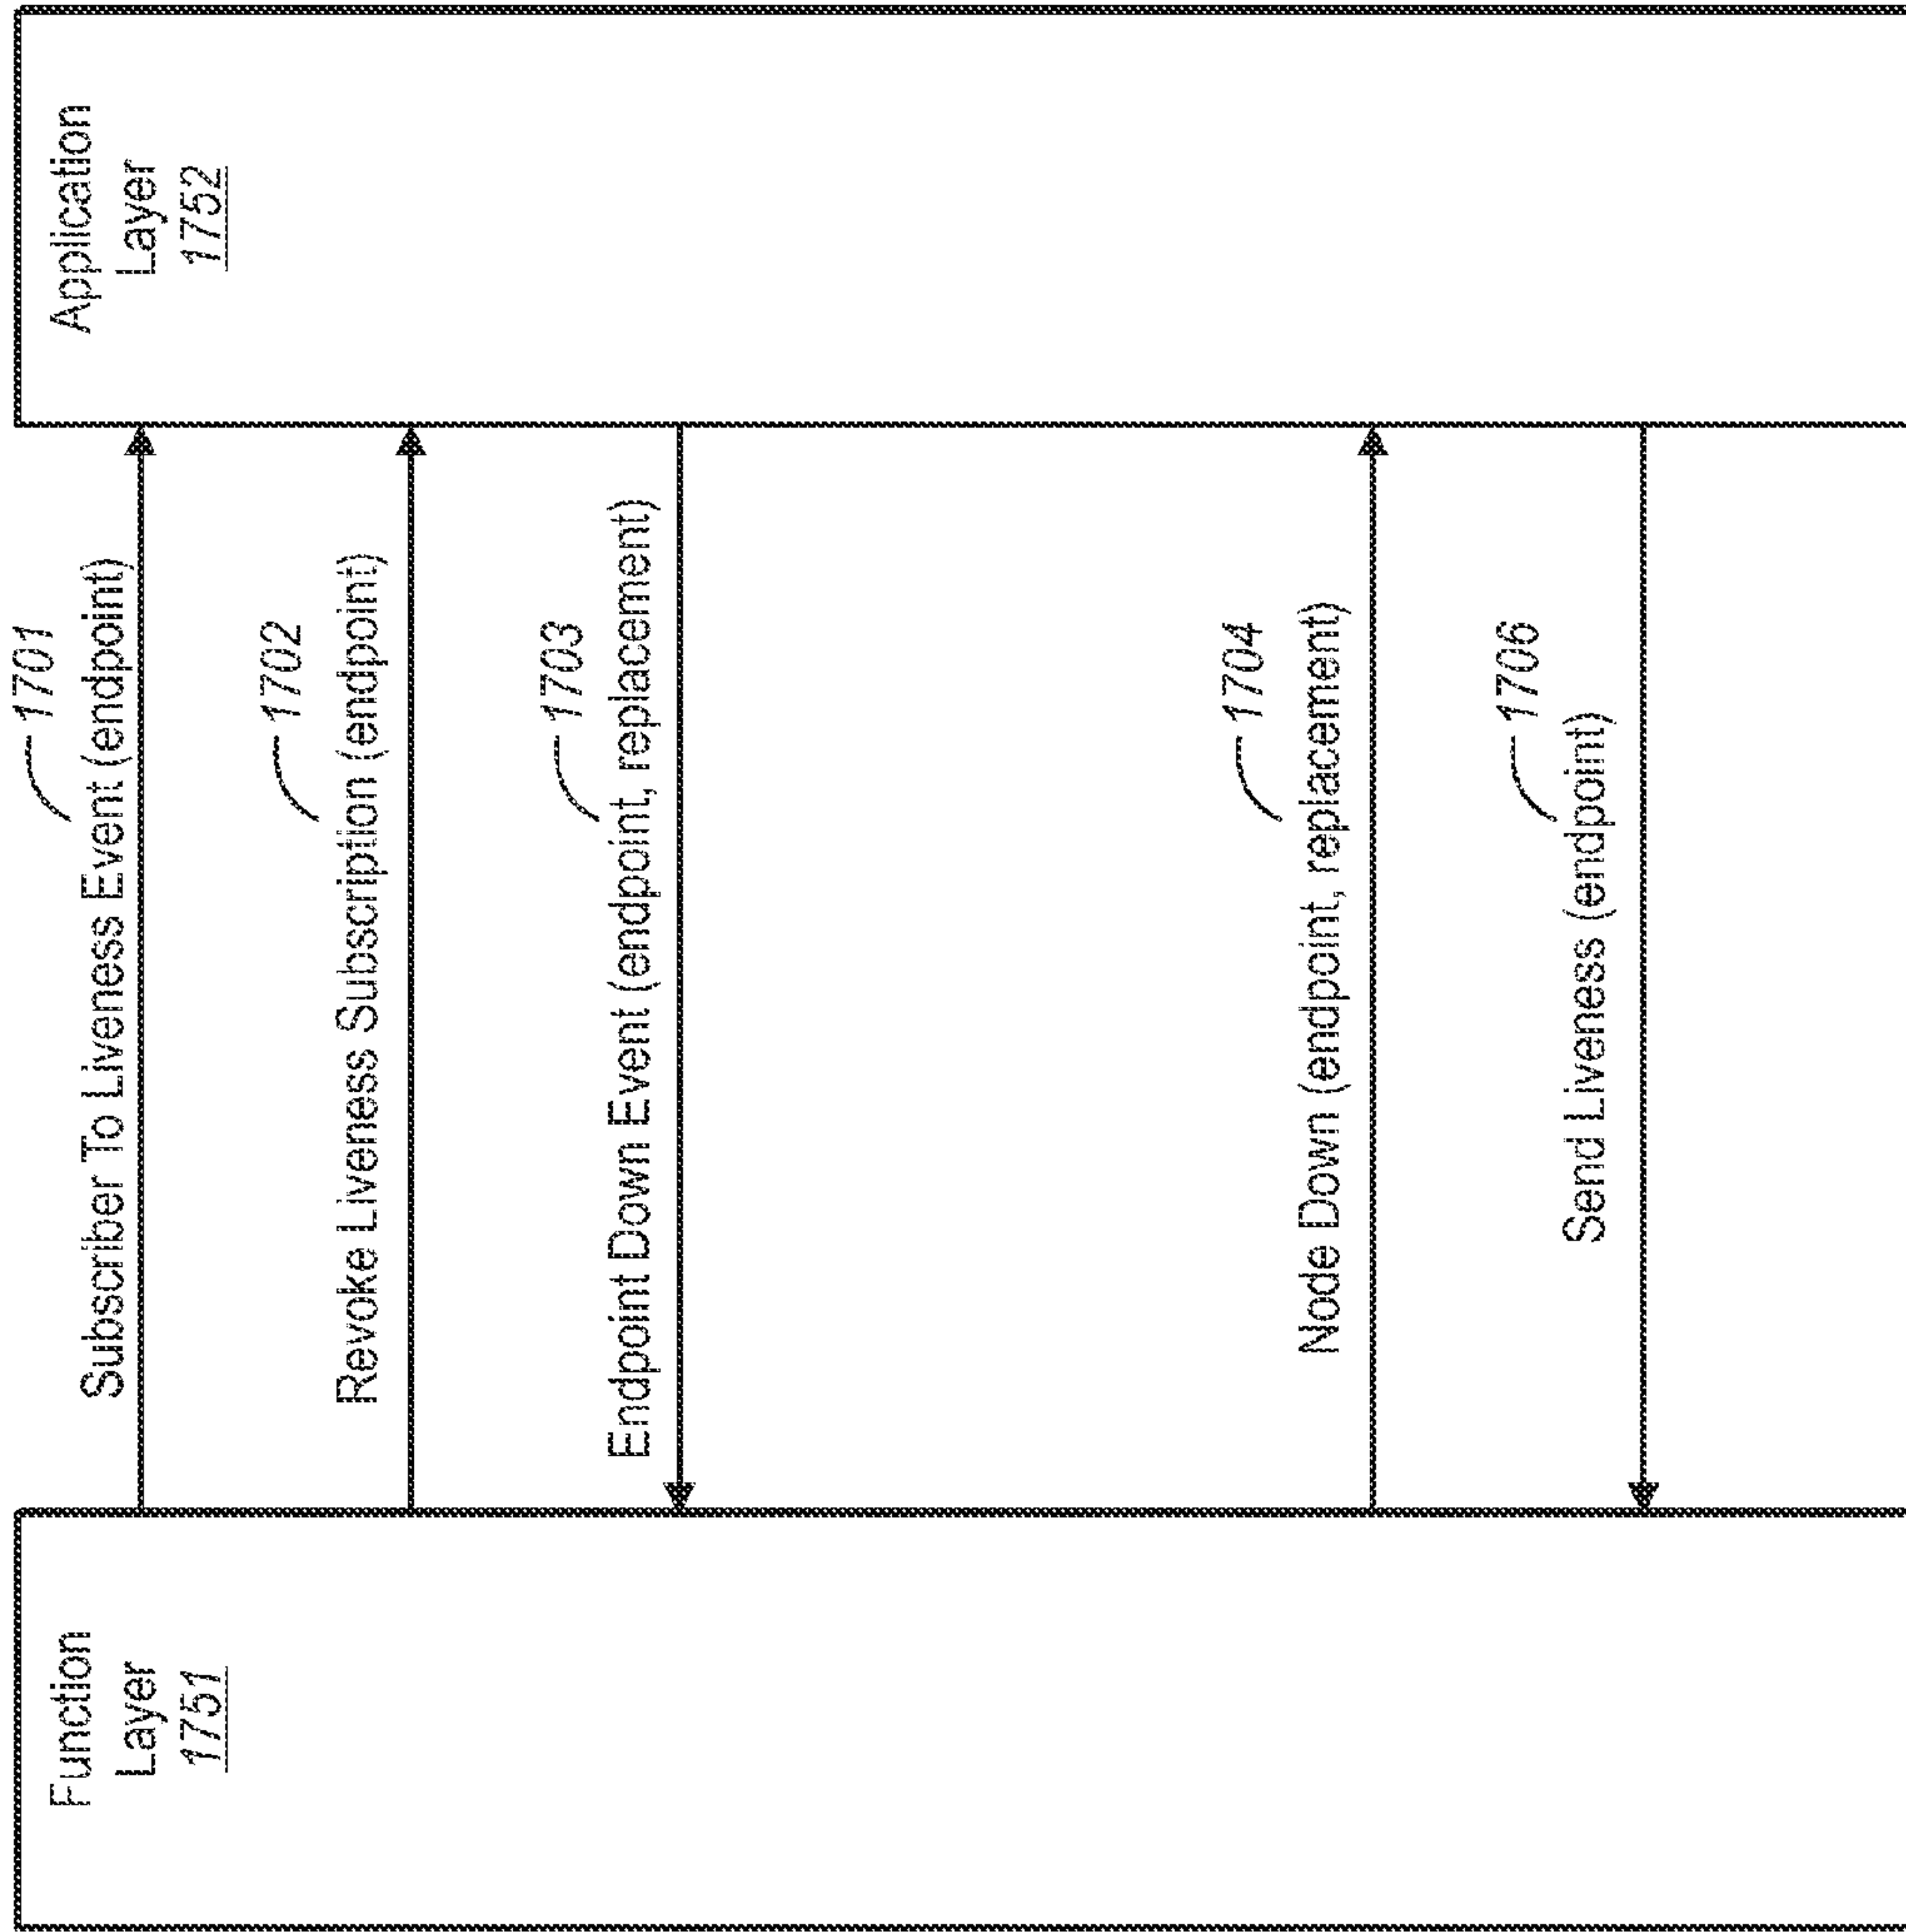 Function
Layer
1751
Application
Layer
1752
1701
Subscriber To Liveness Event (endpoint)
1702
Revoke Liveness Subscription (endpoint)
1703
Endpoint Down Event (endpoint, replacement)
1704
Node Down (endpoint, replacement)
1706
Send Liveness (endpoint)